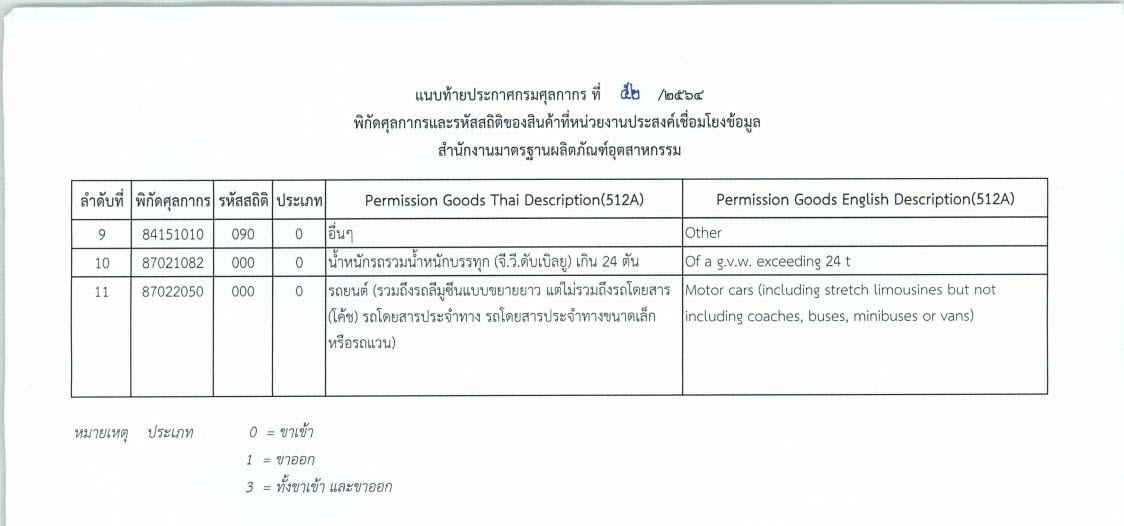 แนบท้ายประกาศกรมศุลกากร ที่ ๕๒ /๒๕๖๔
พิกัดศุลกากรและรหัสสถิติของสินค้าที่หน่วยงานประสงค์เชื่อมโยงข้อมูล
สำนักงานมาตรฐานผลิตภัณฑ์อุตสาหกรรม
ลำดับที่ พิกัดศุลกากร รหัสสถิติ ประเภท Permission Goods Thai Description(512A) Permission Goods English Description(512A)
9 84151010 090 0 อื่นๆ Other
10 87021082 000 0 น้ำหนักรถรวมน้ำหนักบรรทุก (จี.วี.ดับเบิลยู) เกิน 24 ตัน Of a g.v.w. exceeding 24 t
11 87022050 000 0 รถยนต์ (รวมถึงรถลีมูซีนแบบขยายยาว แต่ไม่รวมถึงรถโดยสาร Motor cars (including stretch limousines but not
(โค้ช) รถโดยสารประจำทาง รถโดยสารประจำทางขนาดเล็ก including coaches, buses, minibuses or vans)
หรือรถแวน)
หมายเหตุ ประเภท 0 = ขาเข้า
1 = ขาออก
3 = ทั้งขาเข้า และขาออก